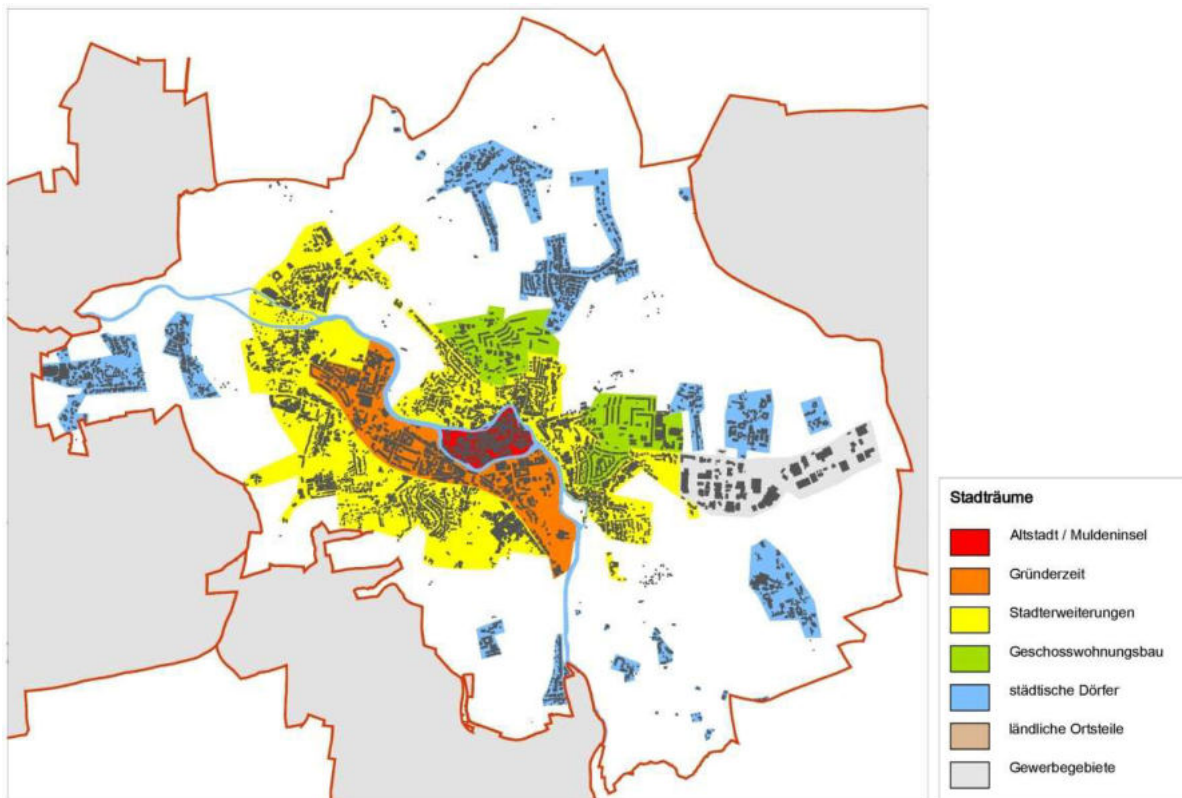 Stadträume
Altstadt / Muldeninsel
Gründerzeit
Stadterweiterungen
Geschosswohnungsbau
städtische Dörfer
ländliche Ortsteile
Gewerbegebiete